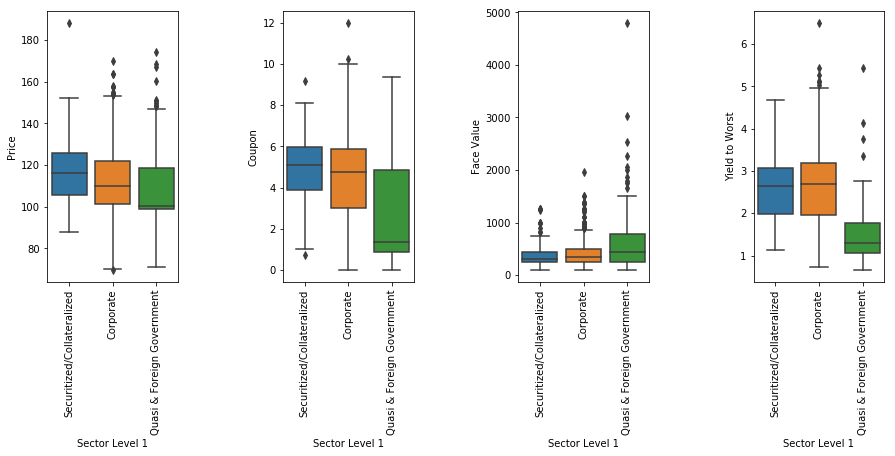 Price
180
160
140
120
100
80
Securitized/Collateralized
Corporate
Quasi & Foreign Government
Sector Level 1
Coupon
12
10
8
6
4
2
0
Securitized/Collateralized
Corporate
Quasi & Foreign Government
Sector Level 1
Face Value
5000
4000
3000
2000
1000
0
Securitized/Collateralized
Corporate
Quasi & Foreign Government
Sector Level 1
Yield to Worst
6
5
4
3
2
1
Securitized/Collateralized
Corporate
Quasi & Foreign Government
Sector Level 1